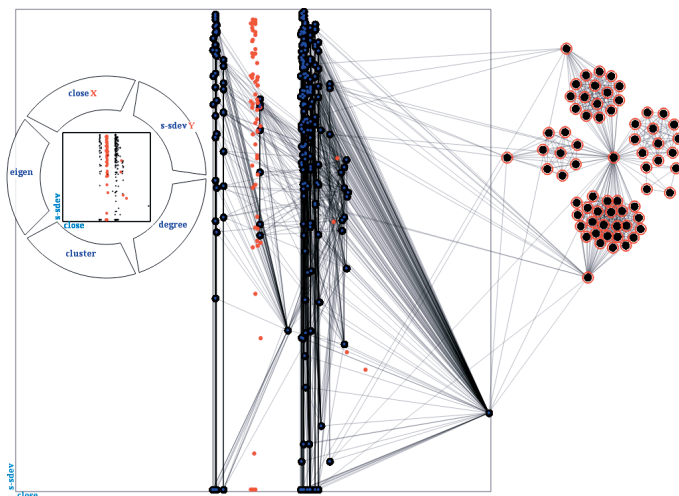 close X
s-sdev Y
eigen
s-sdev
close
degree
cluster
s-sdev
close